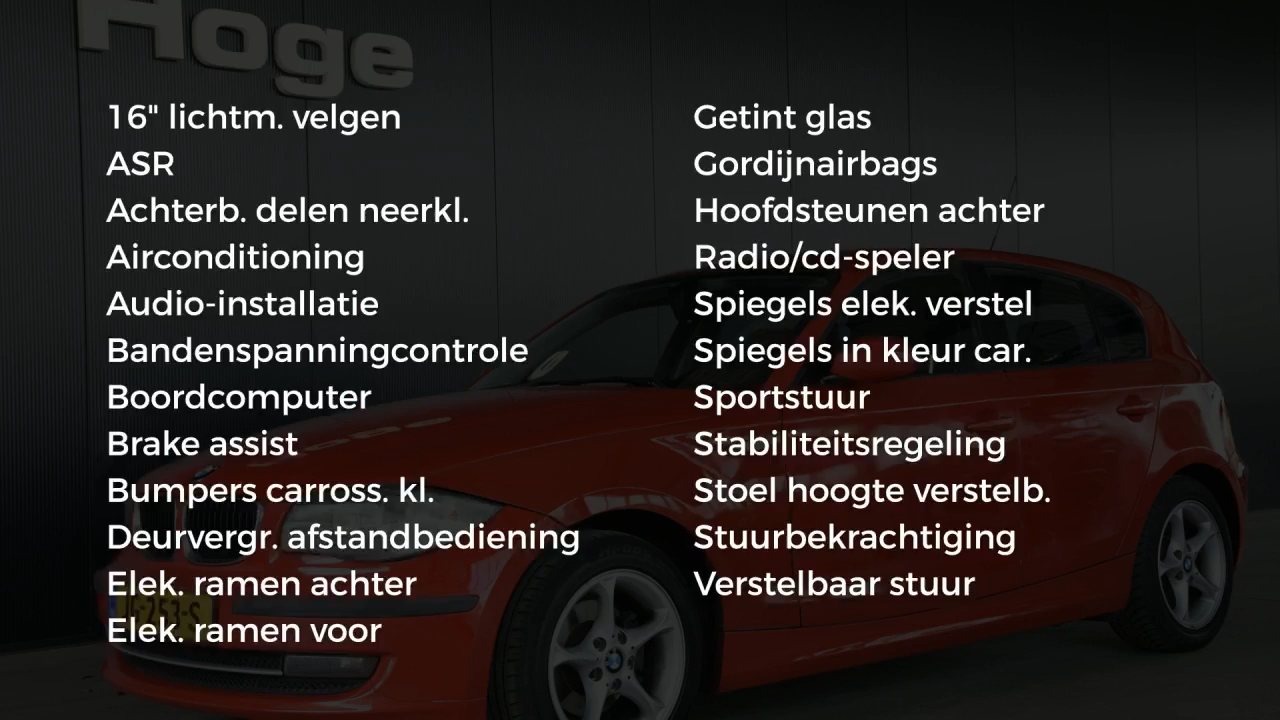 Hoge
16" lichtm. velgen
ASR
Achterb. delen neerkl.
Airconditioning
Audio-installatie
Bandenspanningcontrole
Boordcomputer
Brake assist
Bumpers carross. kl.
Deurvergr. afstandbediening
Elek. ramen achter
Elek. ramen voor
Getint glas
Gordijnairbags
Hoofdsteunen achter
Radio/cd-speler
Spiegels elek. verstel
Spiegels in kleur car.
Sportstuur
Stabiliteitsregeling
Stoel hoogte verstelb.
Stuurbekrachtiging
Verstelbaar stuur